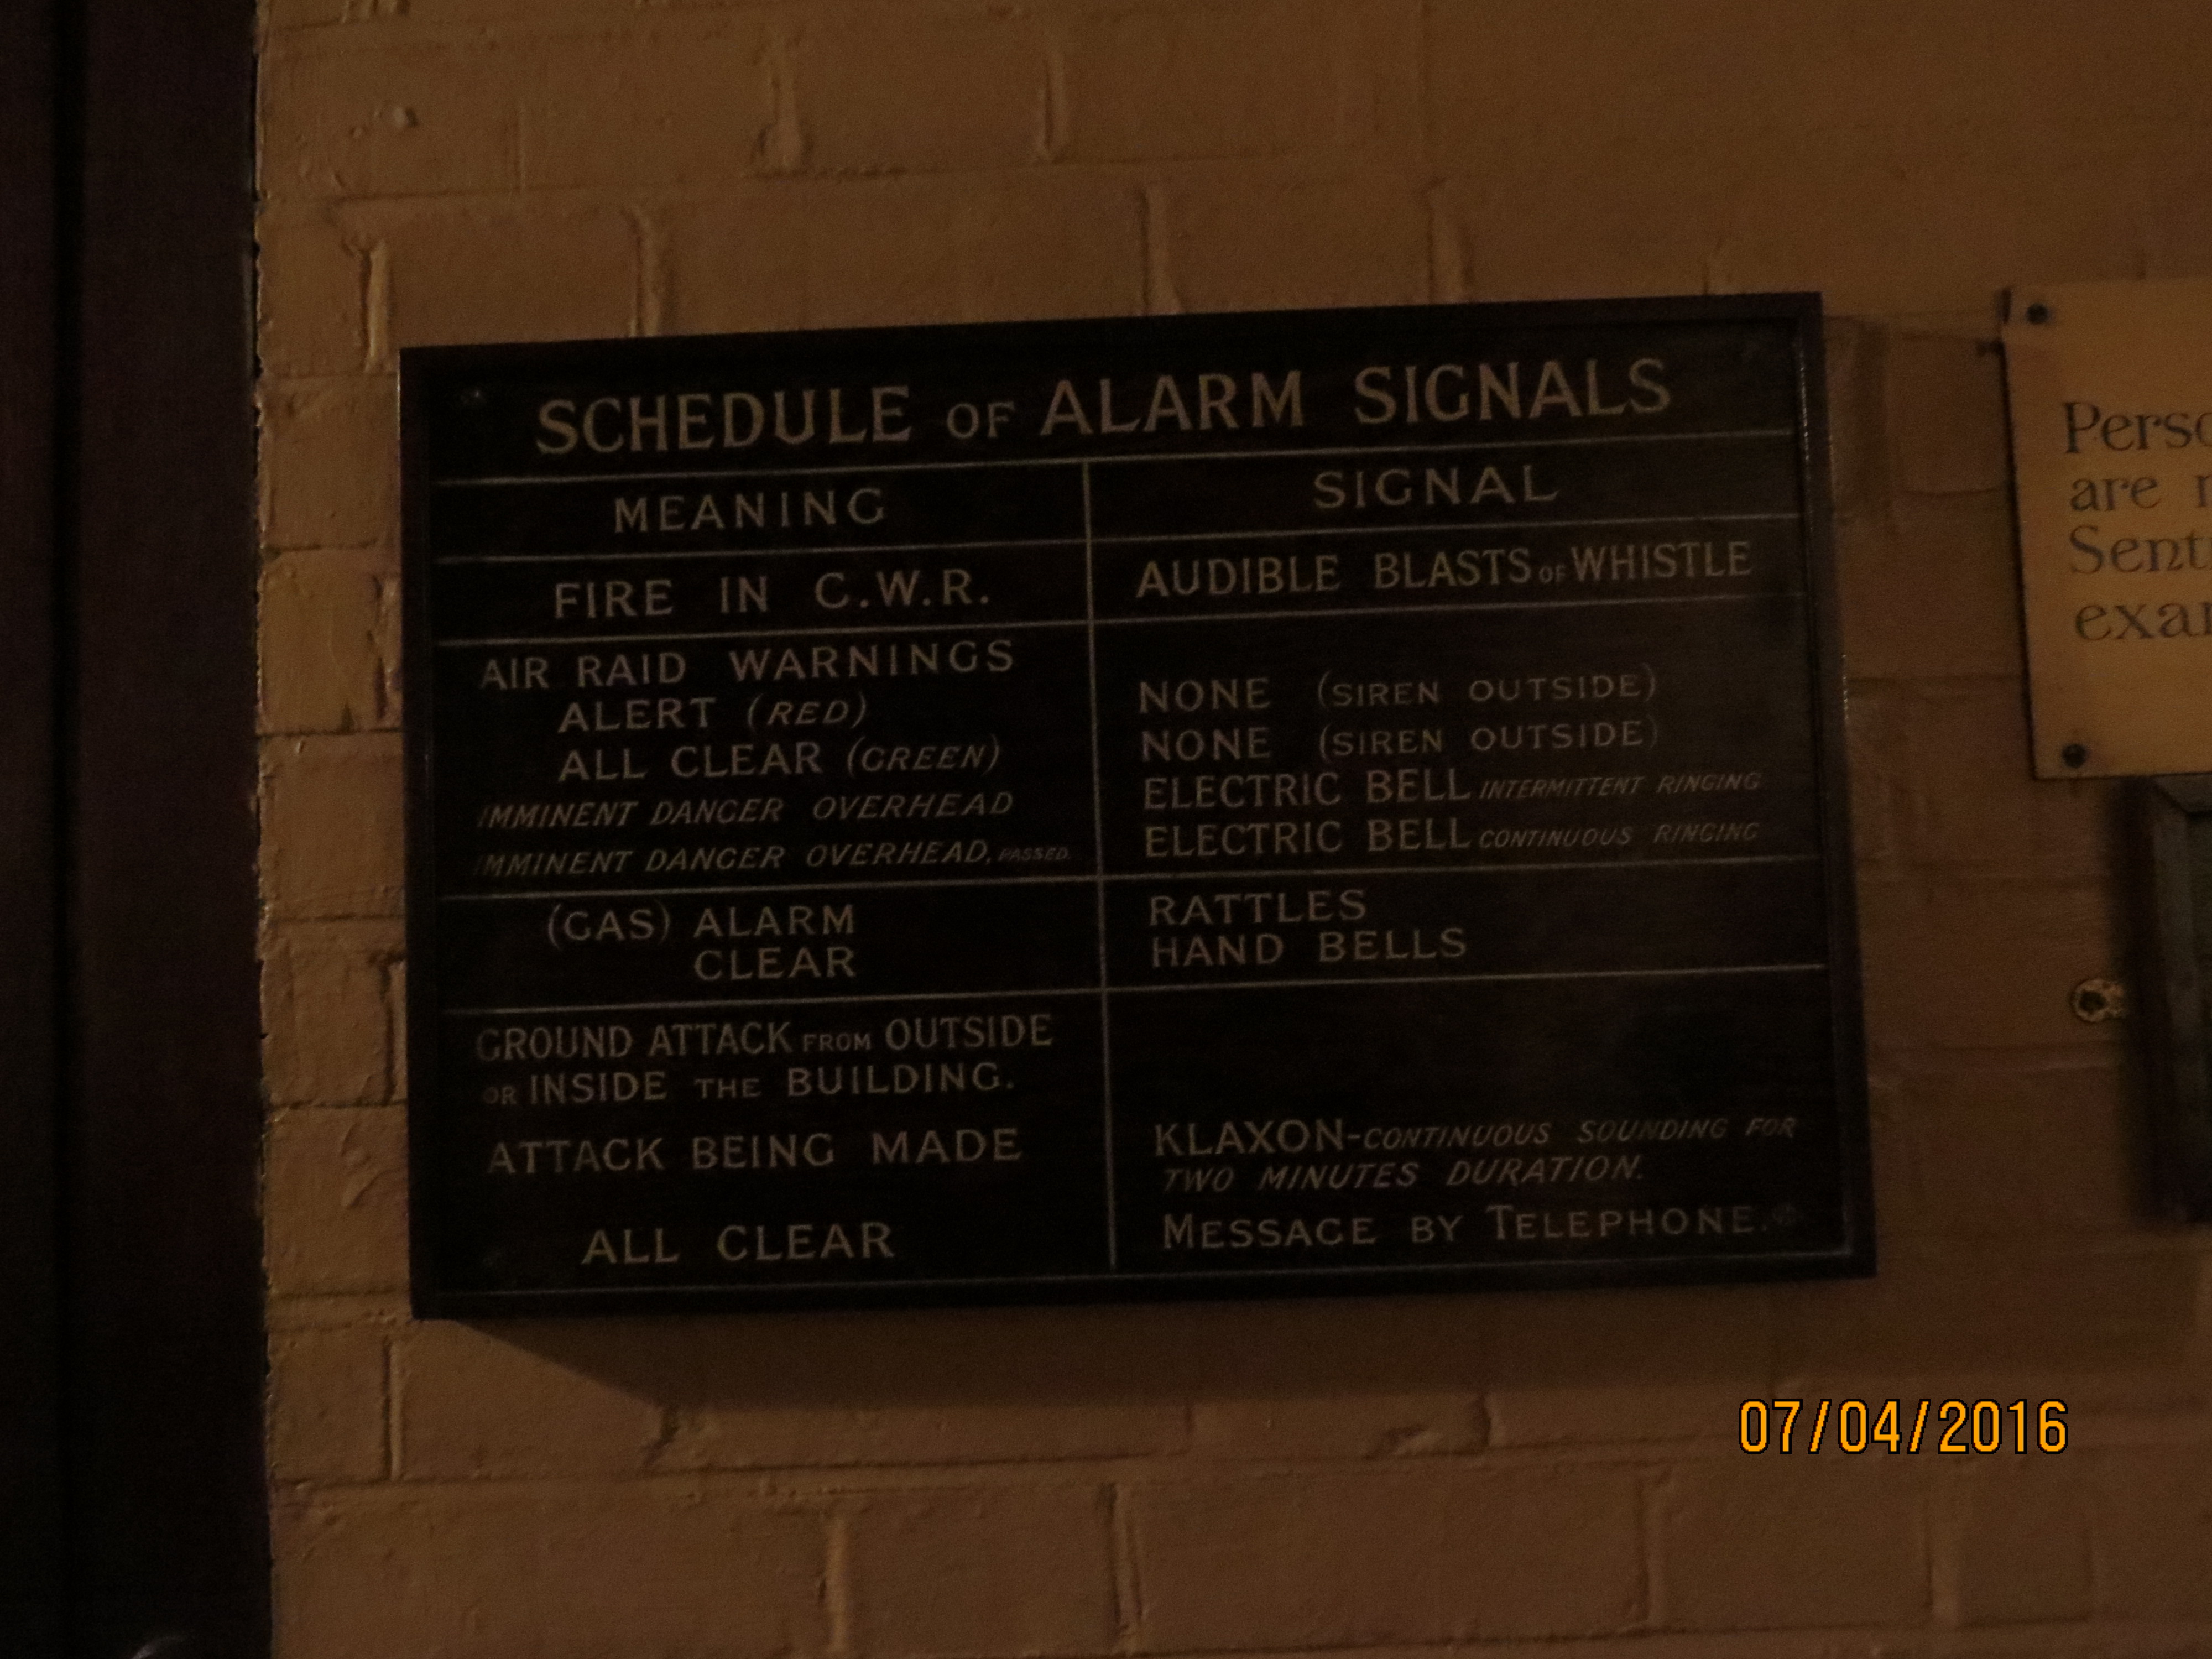 SCHEDULE OF ALARM SIGNALS
MEANING
SIGNAL
FIRE IN C.W.R.
AUDIBLE BLASTS OF WHISTLE
AIR RAID WARNINGS
ALERT (RED)
NONE (SIREN OUTSIDE)
ALL CLEAR (GREEN)
NONE (SIREN OUTSIDE)
IMMINENT DANGER OVERHEAD
ELECTRIC BELL INTERMITTENT RINGING
IMMINENT DANGER OVERHEAD, PASSED.
ELECTRIC BELL CONTINUOUS RINGING
(GAS) ALARM
RATTLES
CLEAR
HAND BELLS
GROUND ATTACK FROM OUTSIDE
OR INSIDE THE BUILDING.
ATTACK BEING MADE
KLAXON-CONTINUOUS SOUNDING FOR
TWO MINUTES DURATION.
ALL CLEAR
MESSAGE BY TELEPHONE.
are
07/04/2016